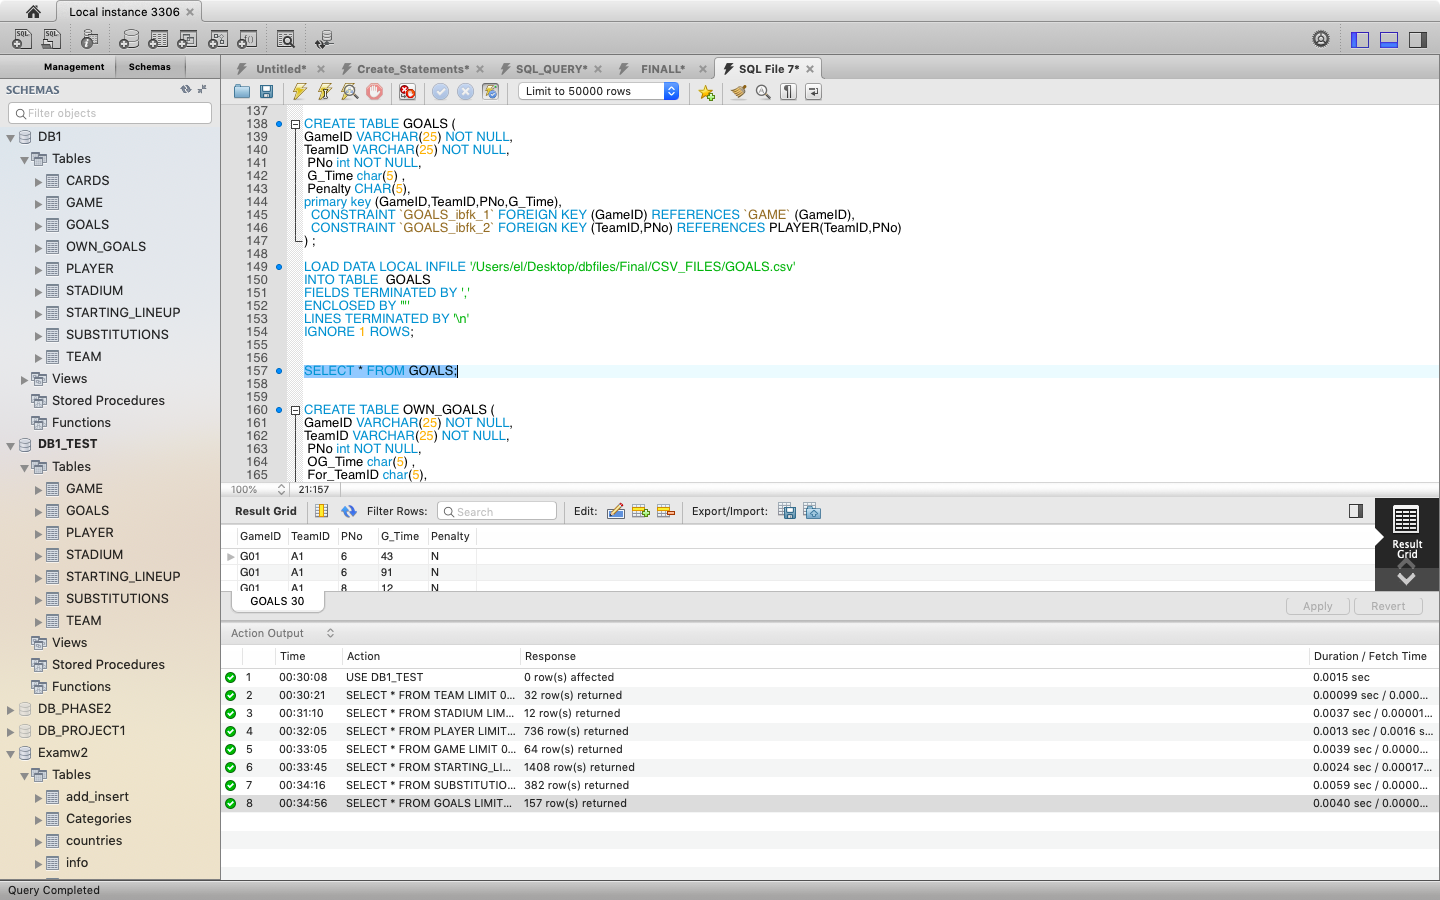 Local instance 3306
Management
Schemas
Untitled*
Create_Statements*
SQL_QUERY*
FINALL*
SQL File 7*
SCHEMAS
Filter objects
Limit to 50000 rows
DB1
Tables
CARDS
GAME
GOALS
OWN_GOALS
PLAYER
STADIUM
STARTING_LINEUP
SUBSTITUTIONS
TEAM
Views
Stored Procedures
Functions
DB1_TEST
Tables
GAME
GOALS
PLAYER
STADIUM
STARTING_LINEUP
SUBSTITUTIONS
TEAM
Views
Stored Procedures
Functions
DB_PHASE2
DB_PROJECT1
Examw2
Tables
add_insert
Categories
countries
info
137
138 CREATE TABLE GOALS (
139 GameID VARCHAR(25) NOT NULL,
140 TeamID VARCHAR(25) NOT NULL,
141 PNo int NOT NULL,
142 G_Time char(5) ,
143 Penalty CHAR(5),
144 primary key (GameID,TeamID,PNo,G_Time),
145 CONSTRAINT `GOALS_ibfk_1` FOREIGN KEY (GameID) REFERENCES `GAME` (GameID),
146 CONSTRAINT `GOALS_ibfk_2` FOREIGN KEY (TeamID,PNo) REFERENCES PLAYER(TeamID,PNo)
147 ) ;
148
149 LOAD DATA LOCAL INFILE '/Users/el/Desktop/dbfiles/Final/CSV_FILES/GOALS.csv'
150 INTO TABLE GOALS
151 FIELDS TERMINATED BY ','
152 ENCLOSED BY '"'
153 LINES TERMINATED BY '\n'
154 IGNORE 1 ROWS;
155
156
157 SELECT * FROM GOALS;
158
159
160 CREATE TABLE OWN_GOALS (
161 GameID VARCHAR(25) NOT NULL,
162 TeamID VARCHAR(25) NOT NULL,
163 PNo int NOT NULL,
164 OG_Time char(5) ,
165 For_TeamID char(5),
100% 21:157
Result Grid Filter Rows: Search Edit: Export/Import:
GameID TeamID PNo G_Time Penalty
G01 A1 6 43 N
G01 A1 6 91 N
G01 A1 8 12 N
Result
Grid
GOALS 30
Apply Revert
Action Output
Time Action Response Duration / Fetch Time
1 00:30:08 USE DB1_TEST 0 row(s) affected 0.0015 sec
2 00:30:21 SELECT * FROM TEAM LIMIT 0... 32 row(s) returned 0.00099 sec / 0.000...
3 00:31:10 SELECT * FROM STADIUM LIM... 12 row(s) returned 0.0037 sec / 0.00001...
4 00:32:05 SELECT * FROM PLAYER LIMIT... 736 row(s) returned 0.0013 sec / 0.0016 s...
5 00:33:05 SELECT * FROM GAME LIMIT 0... 64 row(s) returned 0.0039 sec / 0.0000...
6 00:33:45 SELECT * FROM STARTING_LI... 1408 row(s) returned 0.0024 sec / 0.00017...
7 00:34:16 SELECT * FROM SUBSTITUTIO... 382 row(s) returned 0.0059 sec / 0.0000...
8 00:34:56 SELECT * FROM GOALS LIMIT... 157 row(s) returned 0.0040 sec / 0.0000...
Query Completed